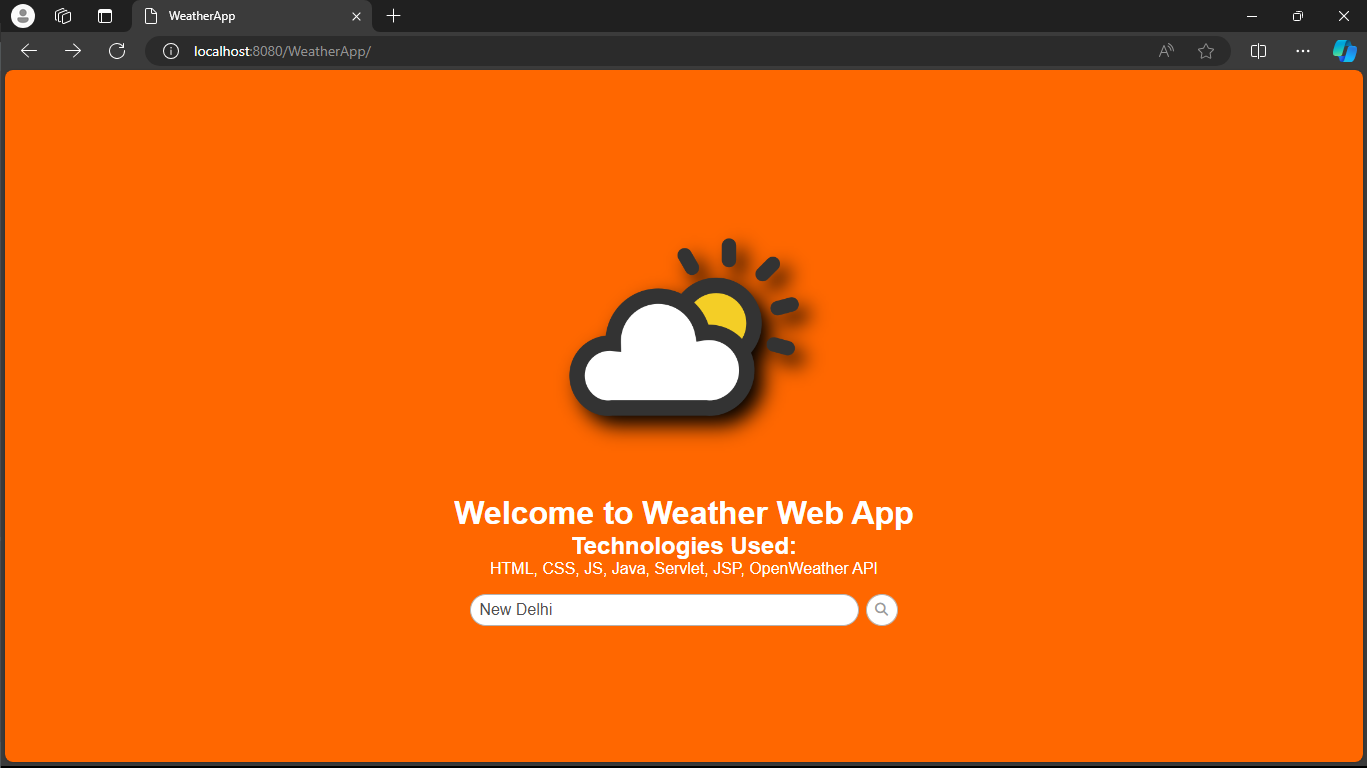 WeatherApp
localhost:8080/WeatherApp/
Welcome to Weather Web App
Technologies Used:
HTML, CSS, JS, Java, Servlet, JSP, OpenWeather API
New Delhi